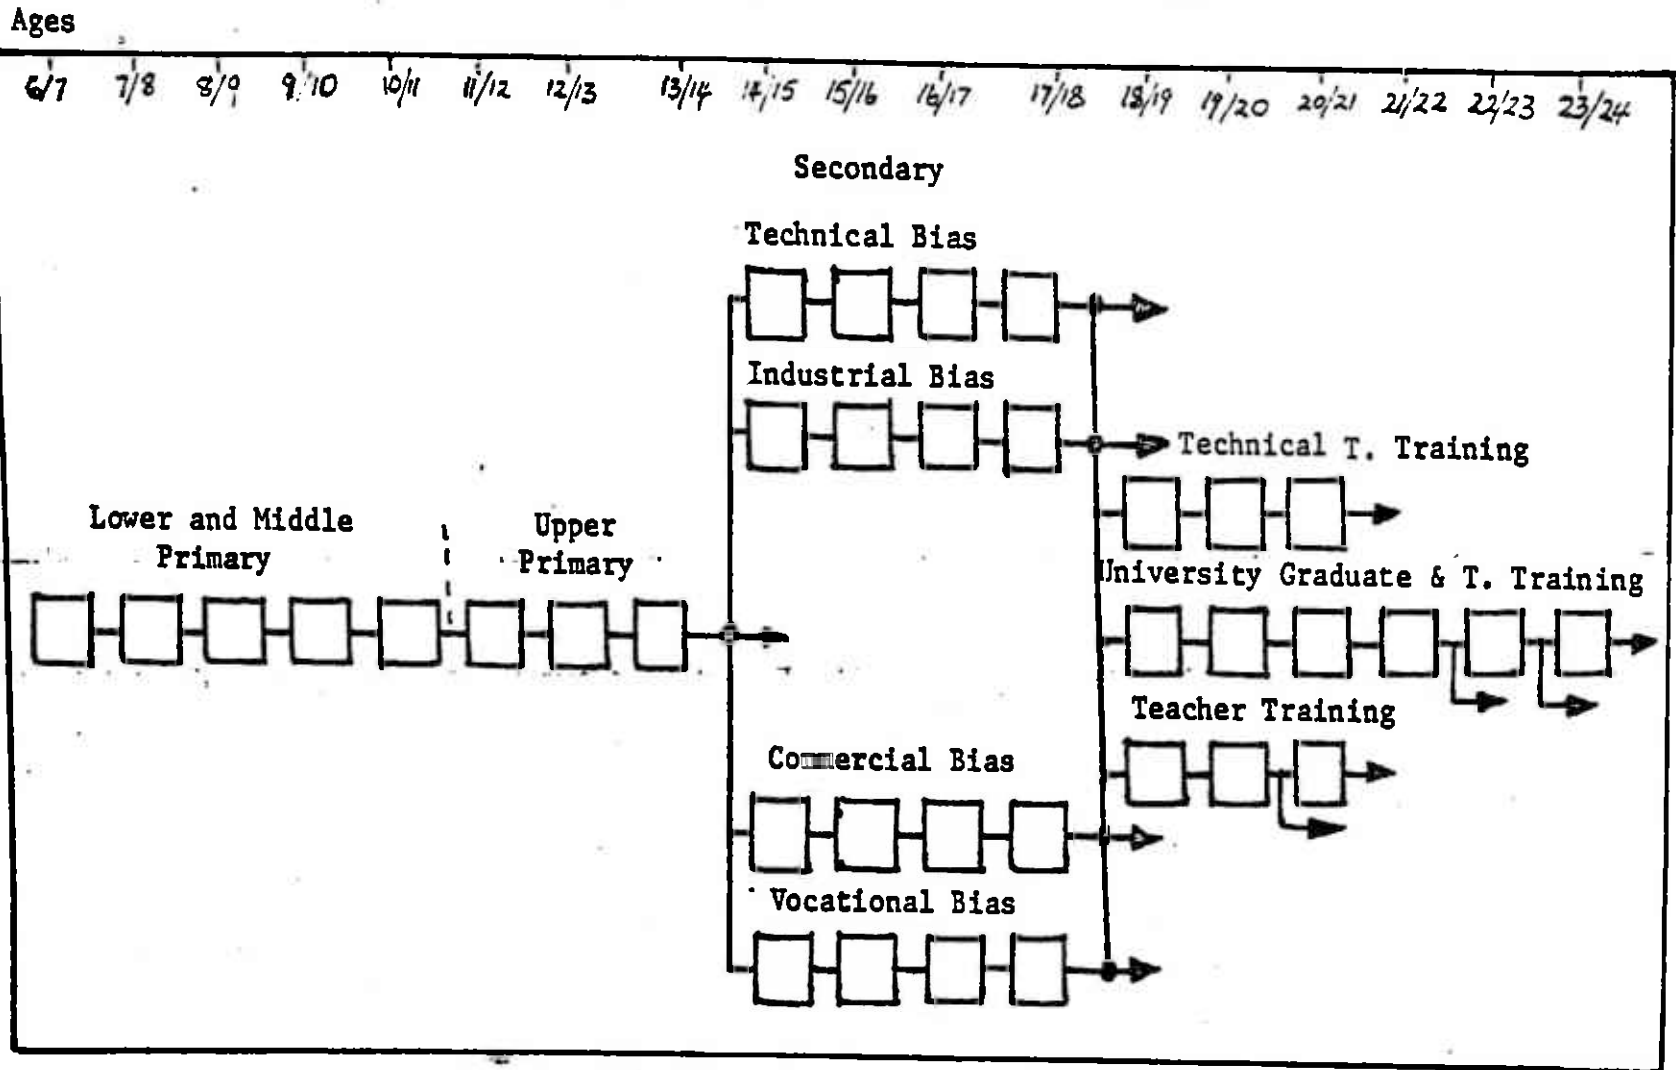 Ages
6/7 7/8 8/9 9/10 10/11 11/12 12/13 13/14 14/15 15/16 16/17 17/18 18/19 19/20 20/21 21/22 22/23 23/24
Secondary
Technical Bias
Industrial Bias
Technical T. Training
Lower and Middle
Primary
Upper
Primary
University Graduate & T. Training
Teacher Training
Commercial Bias
Vocational Bias